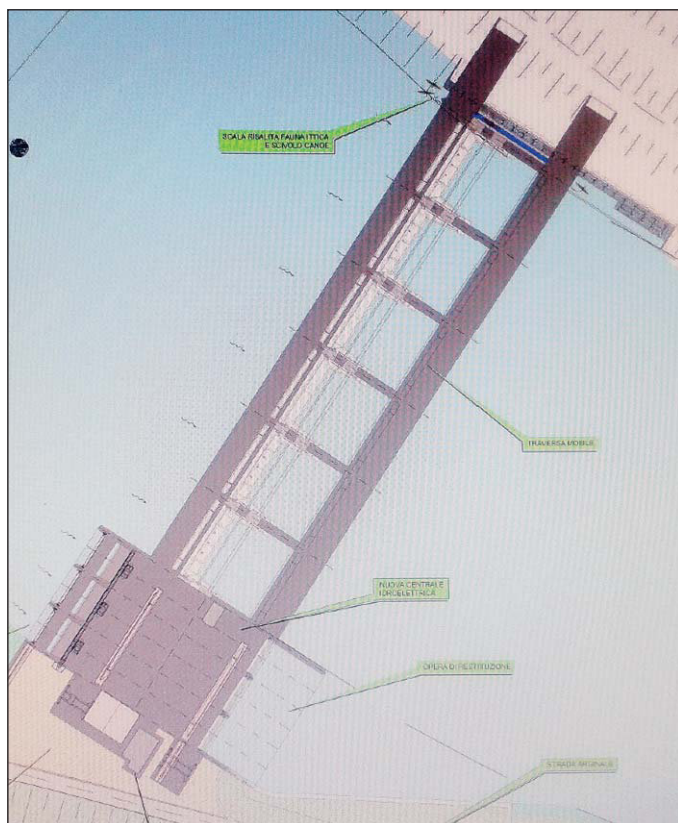 SCALA RISALITA FAUNA ITTICA
E SCIVOLO CANOE
TRAVERSA MOBILE
NUOVA CENTRALE
IDROELETTRICA
OPERA DI RESTITUZIONE
STRADA ARGINALE